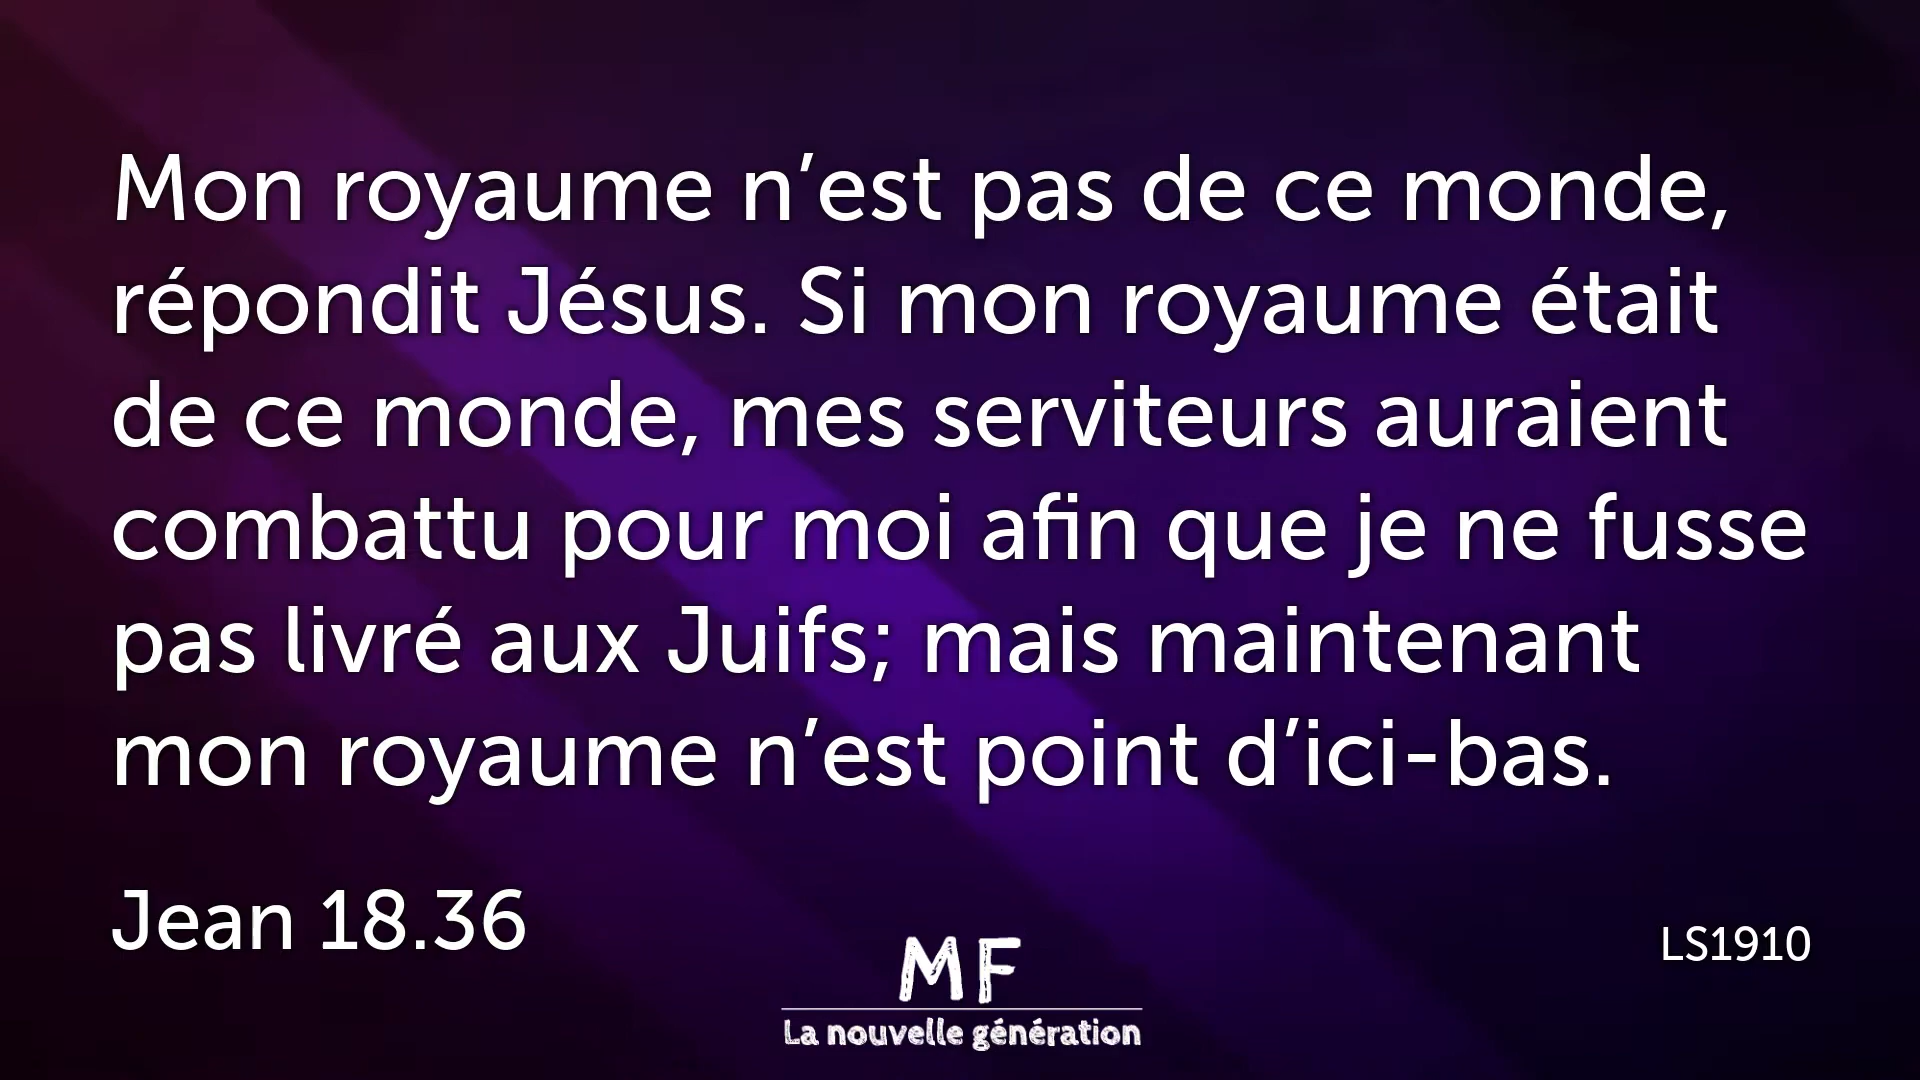 Mon royaume n’est pas de ce monde,
répondit Jésus. Si mon royaume était
de ce monde, mes serviteurs auraient
combattu pour moi afin que je ne fusse
pas livré aux Juifs; mais maintenant
mon royaume n’est point d’ici-bas.
Jean 18.36
LS1910
MF
La nouvelle génération